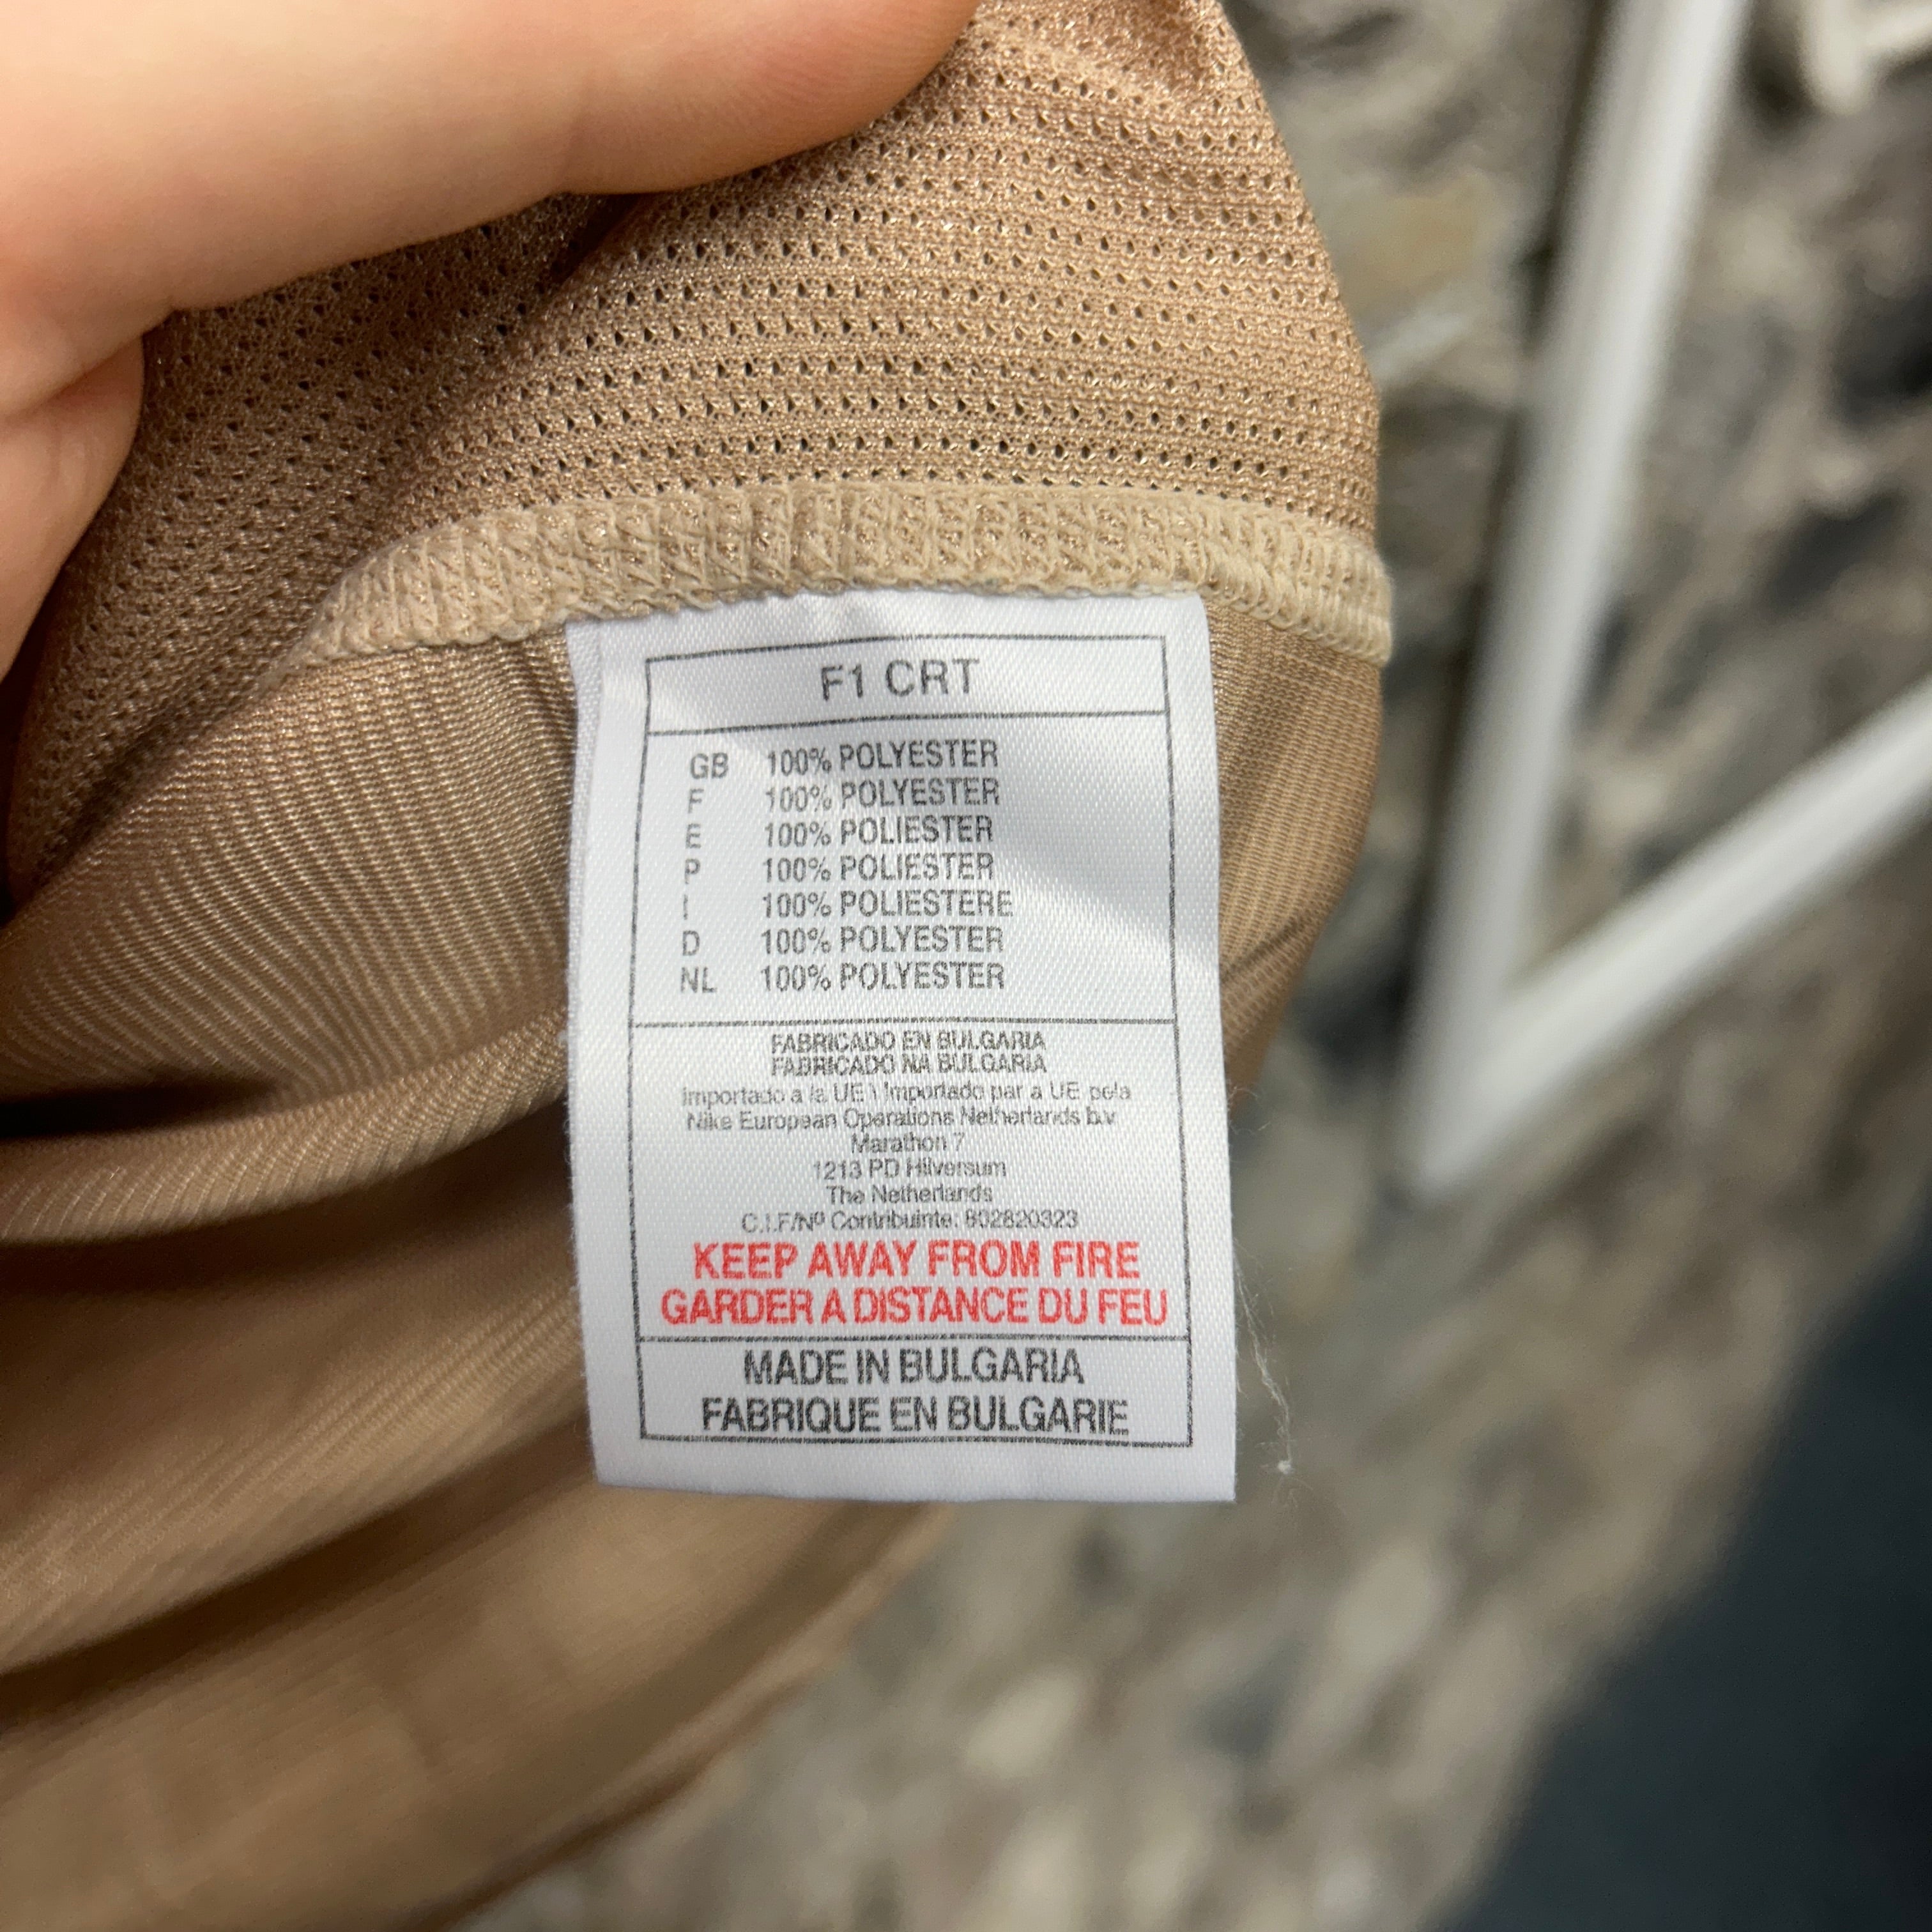 F1 CRT
GB 100% POLYESTER
F 100% POLYESTER
E 100% POLIESTER
P 100% POLIESTER
I 100% POLIESTERE
D 100% POLYESTER
NL 100% POLYESTER
FABRICADO EN BULGARIA
FABRICADO NA BULGARIA
Importado a la UE \ Importado par a UE pela
Nike European Operations Netherlands b.v.
Marathon 7
1213 PD Hilversum
The Netherlands
C.I.F/Nº Contribuinte: 802820323
KEEP AWAY FROM FIRE
GARDER A DISTANCE DU FEU
MADE IN BULGARIA
FABRIQUE EN BULGARIE